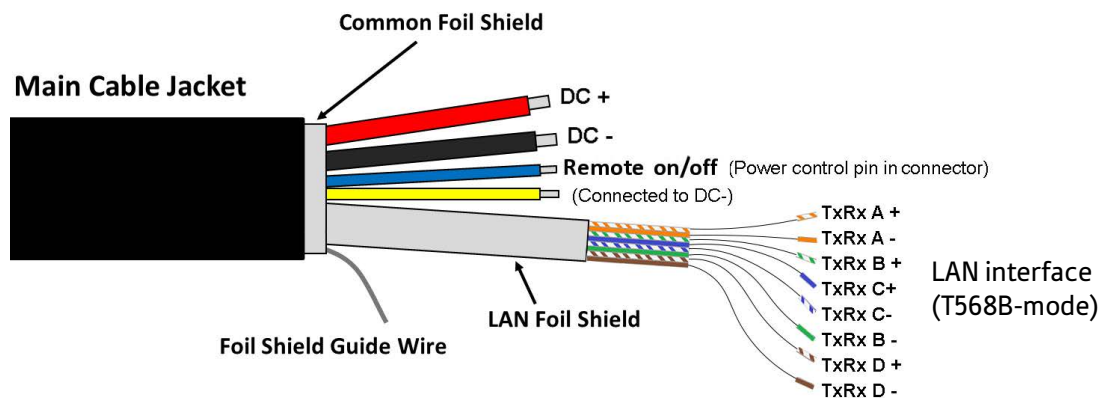 Common Foil Shield
Main Cable Jacket
DC +
DC -
Remote on/off (Power control pin in connector)
(Connected to DC-)
TxRx A +
TxRx A -
TxRx B +
TxRx C+
TxRx C-
TxRx B -
TxRx D +
TxRx D -
LAN interface
(T568B-mode)
LAN Foil Shield
Foil Shield Guide Wire